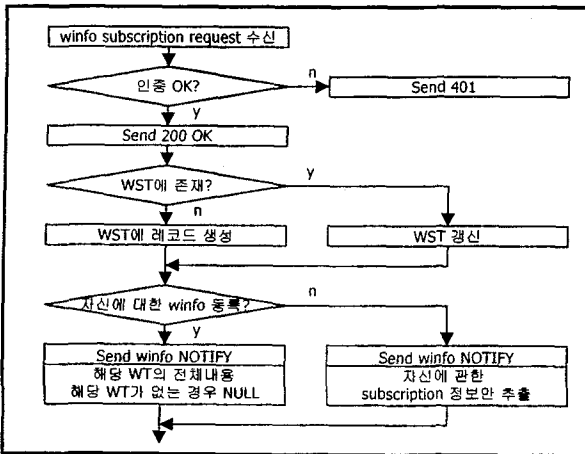 winfo subscription request 수신
인증 OK?
n
Send 401
y
Send 200 OK
WST에 존재?
y
n
WST에 레코드 생성
WST 갱신
자신에 대한 winfo 등록?
n
y
Send winfo NOTIFY
해당 WT의 전체내용
해당 WT가 없는 경우 NULL
Send winfo NOTIFY
자신에 관한
subscription 정보만 추출